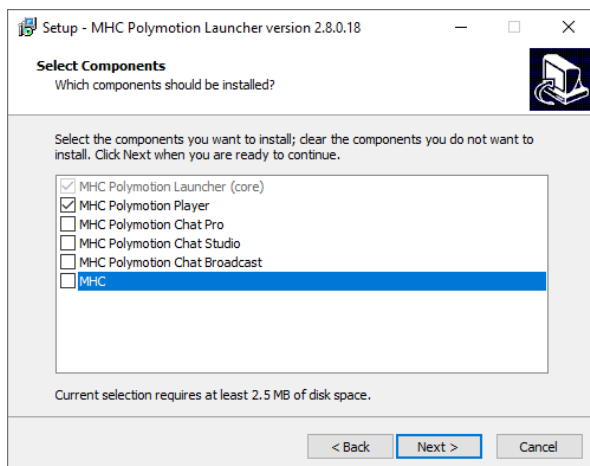 Setup - MHC Polymotion Launcher version 2.8.0.18
Select Components
Which components should be installed?
Select the components you want to install; clear the components you do not want to
install. Click Next when you are ready to continue.
MHC Polymotion Launcher (core)
MHC Polymotion Player
MHC Polymotion Chat Pro
MHC Polymotion Chat Studio
MHC Polymotion Chat Broadcast
MHC
Current selection requires at least 2.5 MB of disk space.
< Back
Next >
Cancel